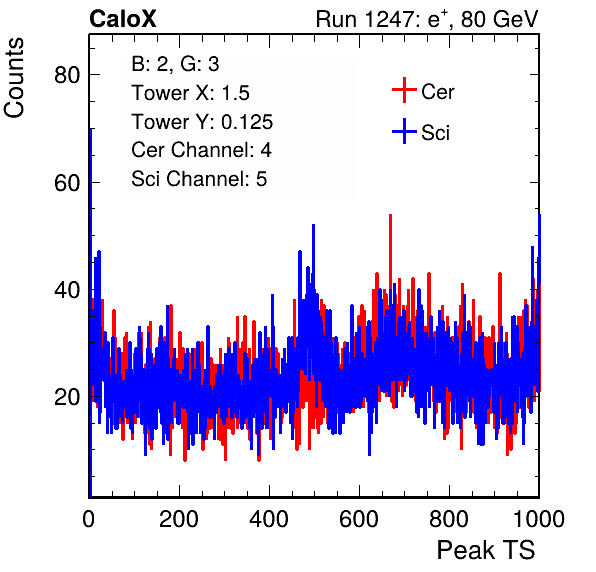 CaloX Run 1247: e⁺, 80 GeV
Counts
B: 2, G: 3
Tower X: 1.5
Tower Y: 0.125
Cer Channel: 4
Sci Channel: 5
Cer
Sci
80
60
40
20
0 200 400 600 800 1000
Peak TS